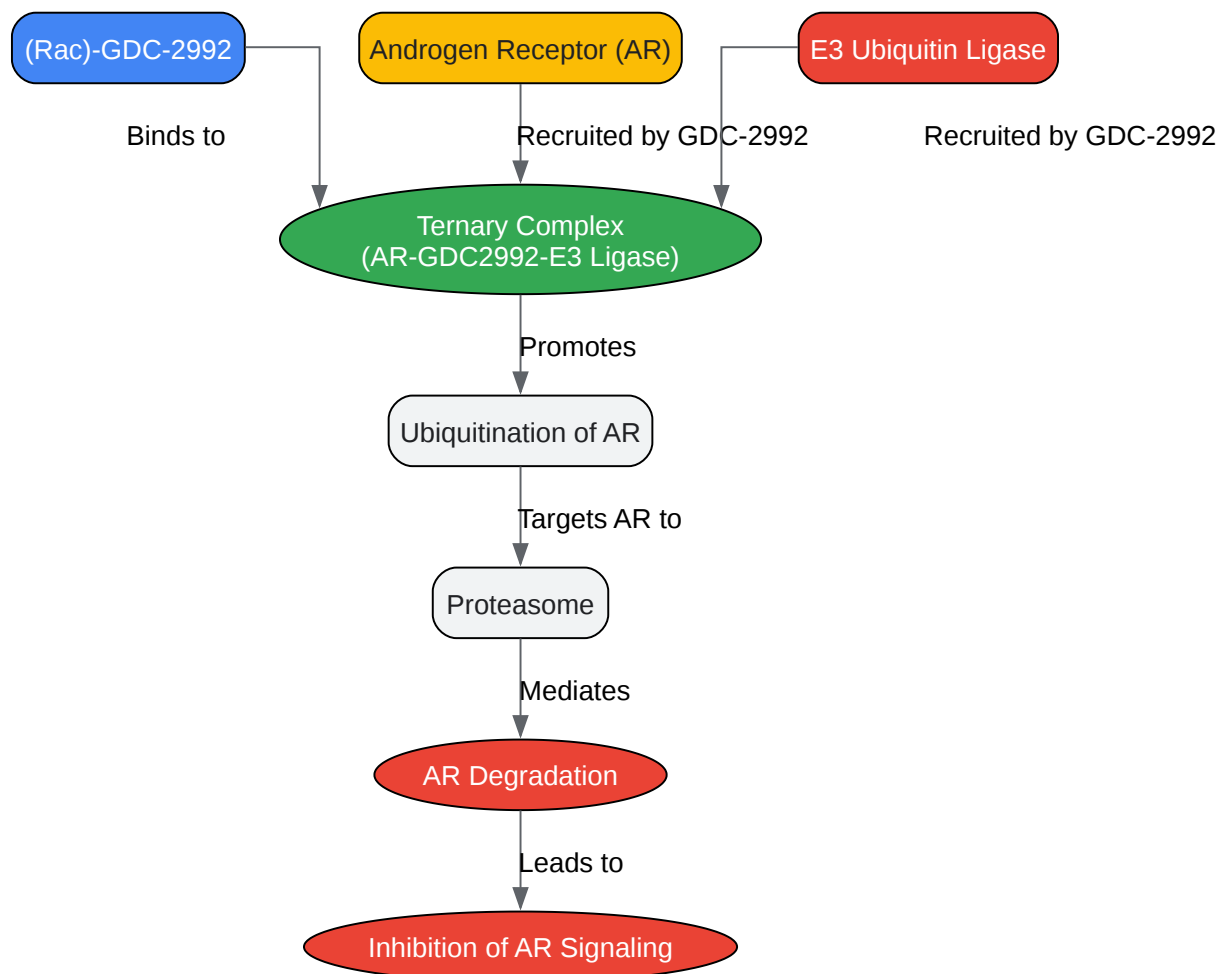 (Rac)-GDC-2992
Androgen Receptor (AR)
E3 Ubiquitin Ligase
Binds to
Recruited by GDC-2992
Recruited by GDC-2992
Ternary Complex
(AR-GDC2992-E3 Ligase)
Promotes
Ubiquitination of AR
Targets AR to
Proteasome
Mediates
AR Degradation
Leads to
Inhibition of AR Signaling